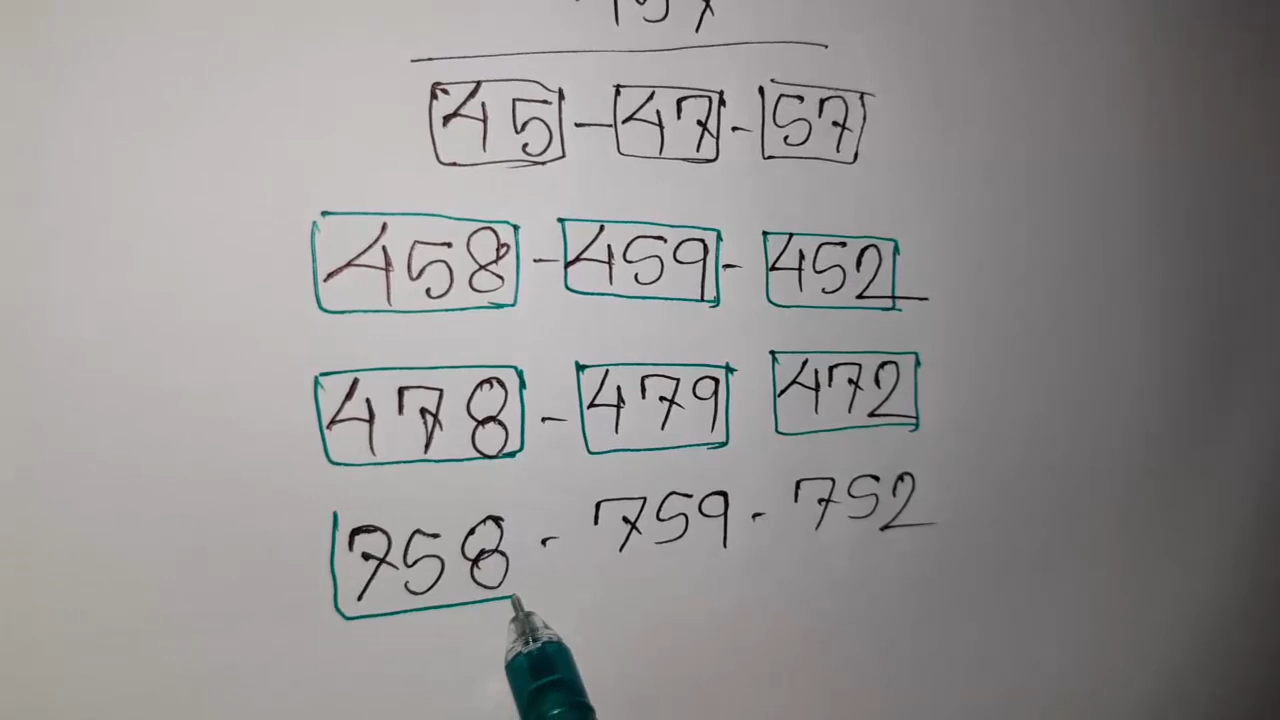 45 - 47 - 57
458 - 459 - 452
478 - 479 472
758 - 759 - 752